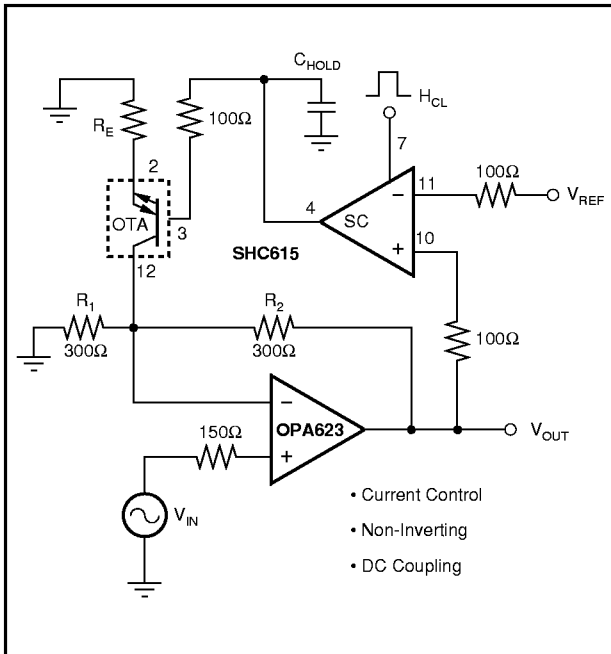 C_HOLD
H_CL
R_E
100Ω
7
2
11
100Ω
V_REF
OTA
3
4
SC
−
+
10
SHC615
12
R_1
300Ω
R_2
300Ω
100Ω
−
+
OPA623
150Ω
V_OUT
V_IN
• Current Control
• Non-Inverting
• DC Coupling